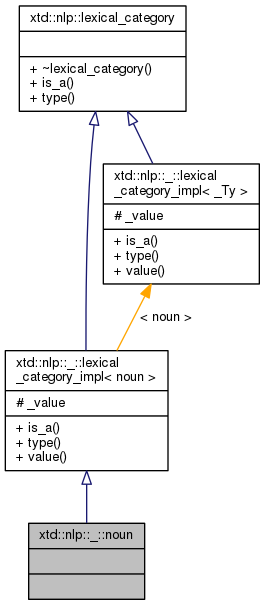 xtd::nlp::lexical_category
+ ~lexical_category()
+ is_a()
+ type()
xtd::nlp::_::lexical
_category_impl< _Ty >
# _value
+ is_a()
+ type()
+ value()
< noun >
xtd::nlp::_::lexical
_category_impl< noun >
# _value
+ is_a()
+ type()
+ value()
xtd::nlp::_::noun